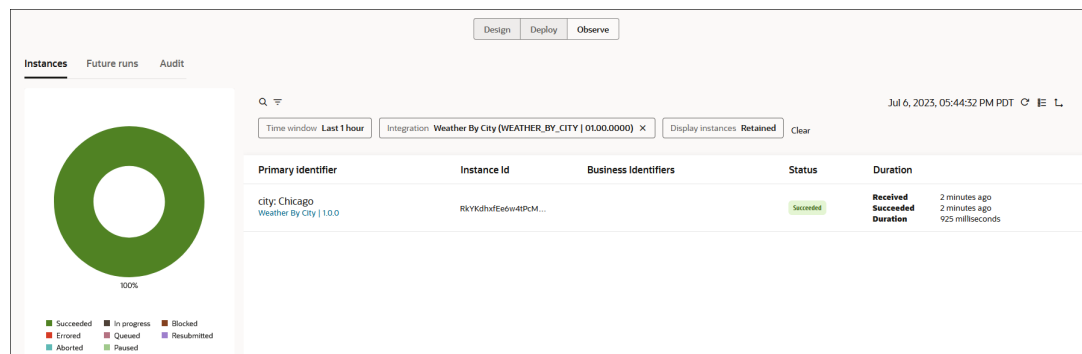 Design Deploy Observe
Instances Future runs Audit
Jul 6, 2023, 05:44:32 PM PDT
Time window Last 1 hour Integration Weather By City (WEATHER_BY_CITY | 01.00.0000) × Display instances Retained Clear
Primary identifier Instance Id Business Identifiers Status Duration
city: Chicago
Weather By City | 1.0.0
RkYKdhxfEe6w4tPcM...
Succeeded
Received 2 minutes ago
Succeeded 2 minutes ago
Duration 925 milliseconds
100%
Succeeded In progress Blocked
Errored Queued Resubmitted
Aborted Paused